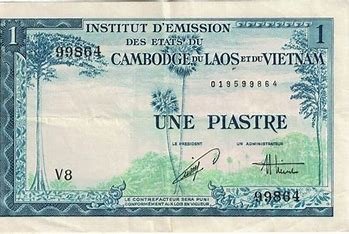 1 INSTITUT D'EMISSION 1
99864 DES ETATS DU
CAMBODGE DU LAOS ET DU VIETNAM
019599864
UNE PIASTRE
LE PRESIDENT UN ADMINISTRATEUR
V8
99864
LE CONTREFACTEUR SERA PUNI
CONFORMEMENT AUX LOIS EN VIGUEUR